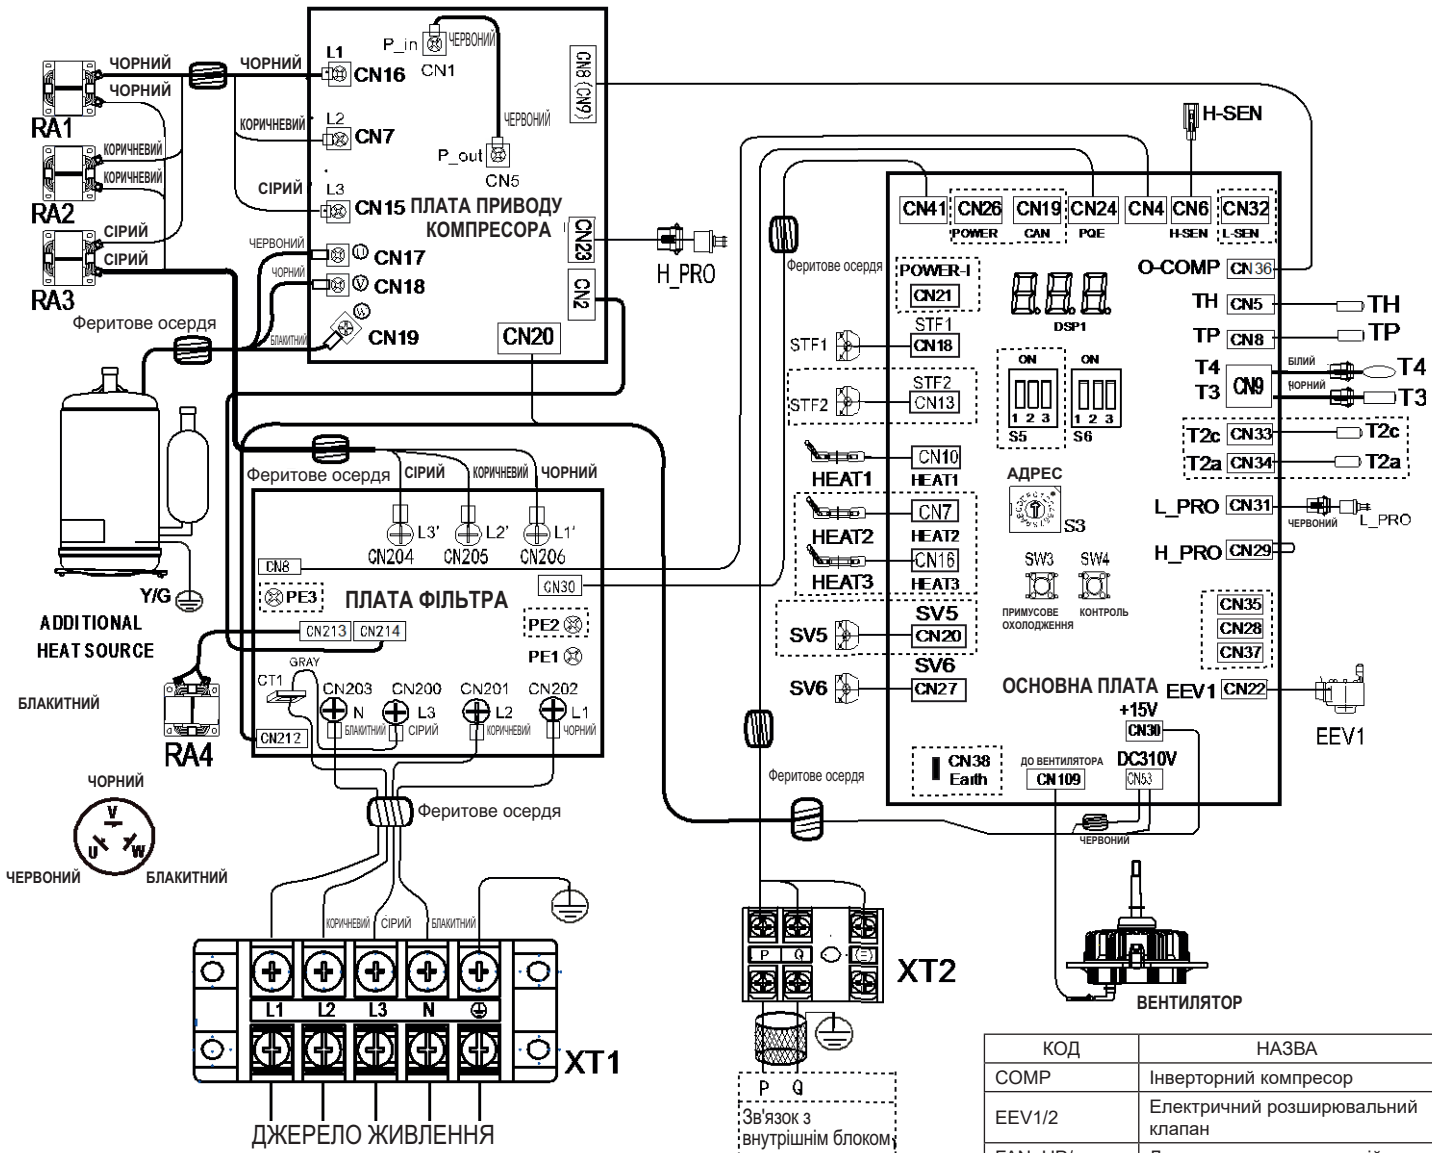 ЧОРНИЙ
ЧОРНИЙ
RA1
КОРИЧНЕВИЙ
КОРИЧНЕВИЙ
RA2
СІРИЙ
СІРИЙ
RA3
ЧОРНИЙ
КОРИЧНЕВИЙ
СІРИЙ
ЧЕРВОНИЙ
ЧОРНИЙ
БЛАКИТНИЙ
Феритове осердя
L1
CN16
L2
CN7
L3
CN15
U
CN17
V
CN18
CN19
P_in
CN1
ЧЕРВОНИЙ
ЧЕРВОНИЙ
P_out
CN5
ПЛАТА ПРИВОДУ
КОМПРЕСОРА
CN8 (CN9)
CN23
CN2
CN20
H_PRO
Y/G
ADDITIONAL
HEAT SOURCE
БЛАКИТНИЙ
Феритове осердя
СІРИЙ
КОРИЧНЕВИЙ
ЧОРНИЙ
L3'
L2'
L1'
CN204
CN205
CN206
CN8
CN30
PE3
ПЛАТА ФІЛЬТРА
PE2
PE1
CN213
CN214
GRAY
CT1
CN203
CN200
CN201
CN202
N
L3
L2
L1
БЛАКИТНИЙ
СІРИЙ
КОРИЧНЕВИЙ
ЧОРНИЙ
CN212
RA4
ЧОРНИЙ
V
U
W
ЧЕРВОНИЙ
БЛАКИТНИЙ
Феритове осердя
КОРИЧНЕВИЙ
СІРИЙ
БЛАКИТНИЙ
L1
L2
L3
N
XT1
ДЖЕРЕЛО ЖИВЛЕННЯ
Феритове осердя
Феритове осердя
H-SEN
CN41
CN26
CN19
CN24
CN4
CN6
CN32
POWER
CAN
PQE
H-SEN
L-SEN
POWER-I
CN21
DSP1
STF1
STF1
CN18
STF2
STF2
CN13
ON
ON
1 2 3
1 2 3
S5
S6
CN10
HEAT1
HEAT1
CN7
HEAT2
HEAT2
CN16
HEAT3
HEAT3
АДРЕС
S3
SW3
SW4
ПРИМУСОВЕ
ОХОЛОДЖЕННЯ
КОНТРОЛЬ
SV5
SV5
CN20
SV6
SV6
CN27
ОСНОВНА ПЛАТА
O-COMP
CN36
TH
CN5
TH
TP
CN8
TP
T4
T3
CN9
БІЛИЙ
ЧОРНИЙ
T4
T3
T2c
CN33
T2c
T2a
CN34
T2a
L_PRO
CN31
ЧЕРВОНИЙ
L_PRO
H_PRO
CN29
CN35
CN28
CN37
EEV1
CN22
EEV1
+15V
CN30
CN38
Earth
ДО ВЕНТИЛЯТОРА
CN109
DC310V
CN53
ЧЕРВОНИЙ
ВЕНТИЛЯТОР
P
Q
XT2
P
Q
Зв'язок з
внутрішнім блоком
КОД
НАЗВА
COMP
Інверторний компресор
EEV1/2
Електричний розширювальний
клапан